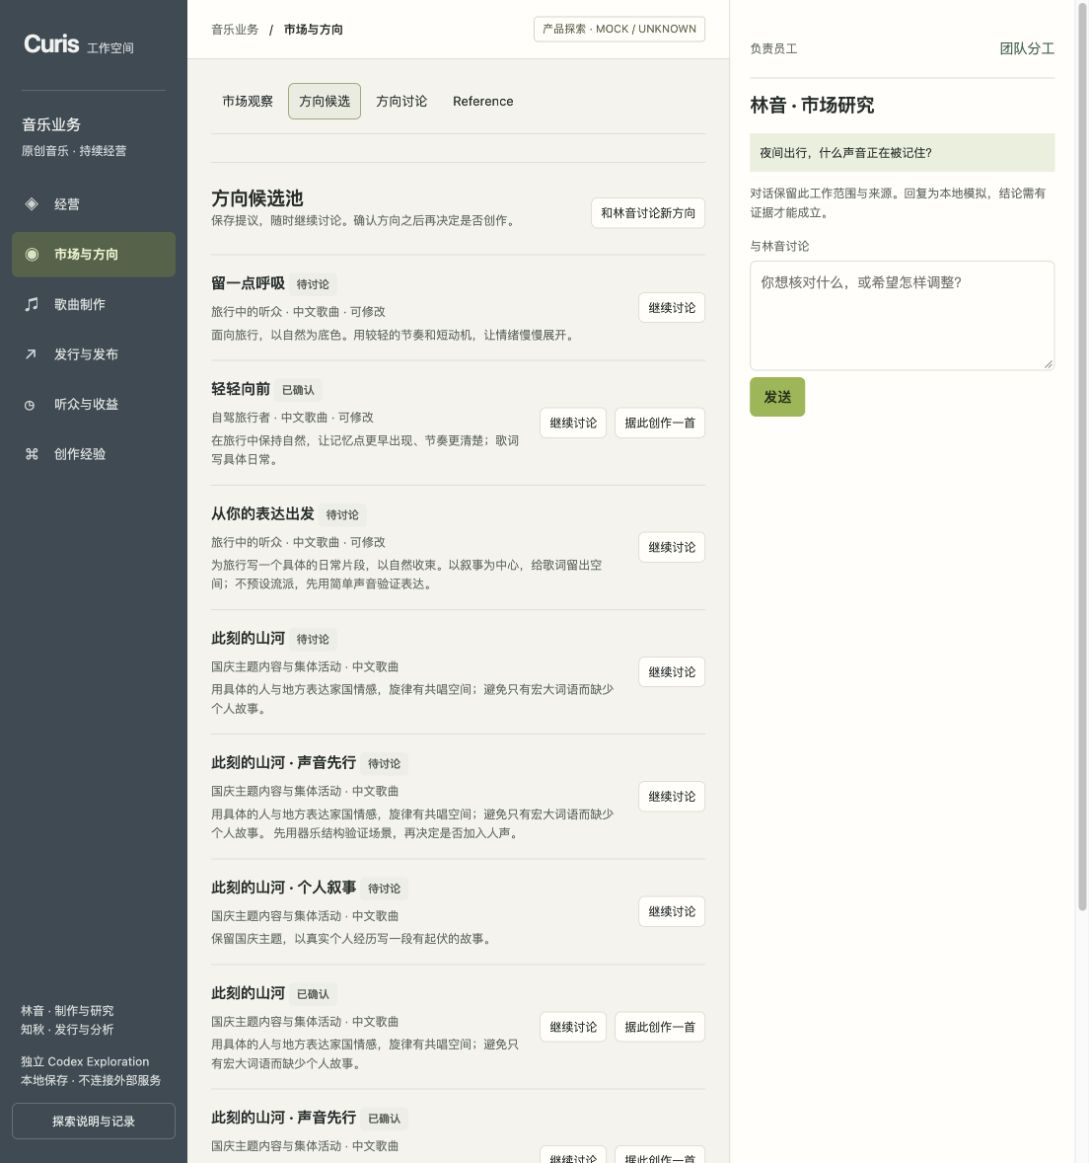 Curis 工作空间
音乐业务
原创音乐 · 持续经营
经营
市场与方向
歌曲制作
发行与发布
听众与收益
创作经验
林音 · 制作与研究
知秋 · 发行与分析
独立 Codex Exploration
本地保存 · 不连接外部服务
探索说明与记录
音乐业务 / 市场与方向
产品探索 · MOCK / UNKNOWN
市场观察 方向候选 方向讨论 Reference
方向候选池
保存提议，随时继续讨论。确认方向之后再决定是否创作。
和林音讨论新方向
留一点呼吸 待讨论
旅行中的听众 · 中文歌曲 · 可修改
面向旅行，以自然为底色。用较轻的节奏和短动机，让情绪慢慢展开。
继续讨论
轻轻向前 已确认
自驾旅行者 · 中文歌曲 · 可修改
在旅行中保持自然，让记忆点更早出现、节奏更清楚；歌词
写具体日常。
继续讨论 据此创作一首
从你的表达出发 待讨论
旅行中的听众 · 中文歌曲 · 可修改
为旅行写一个具体的日常片段，以自然收束。以叙事为中心，给歌词留出空
间；不预设流派，先用简单声音验证表达。
继续讨论
此刻的山河 待讨论
国庆主题内容与集体活动 · 中文歌曲
用具体的人与地方表达家国情感，旋律有共唱空间；避免只有宏大词语而缺少
个人故事。
继续讨论
此刻的山河 · 声音先行 待讨论
国庆主题内容与集体活动 · 中文歌曲
用具体的人与地方表达家国情感，旋律有共唱空间；避免只有宏大词语而缺少
个人故事。 先用器乐结构验证场景，再决定是否加入人声。
继续讨论
此刻的山河 · 个人叙事 待讨论
国庆主题内容与集体活动 · 中文歌曲
保留国庆主题，以真实个人经历写一段有起伏的故事。
继续讨论
此刻的山河 已确认
国庆主题内容与集体活动 · 中文歌曲
用具体的人与地方表达家国情感，旋律有共唱空间；避免只
有宏大词语而缺少个人故事。
继续讨论 据此创作一首
此刻的山河 · 声音先行 已确认
国庆主题内容与集体活动 · 中文歌曲
继续讨论 据此创作一首
负责员工 团队分工
林音 · 市场研究
夜间出行，什么声音正在被记住？
对话保留此工作范围与来源。回复为本地模拟，结论需有
证据才能成立。
与林音讨论
你想核对什么，或希望怎样调整？
发送